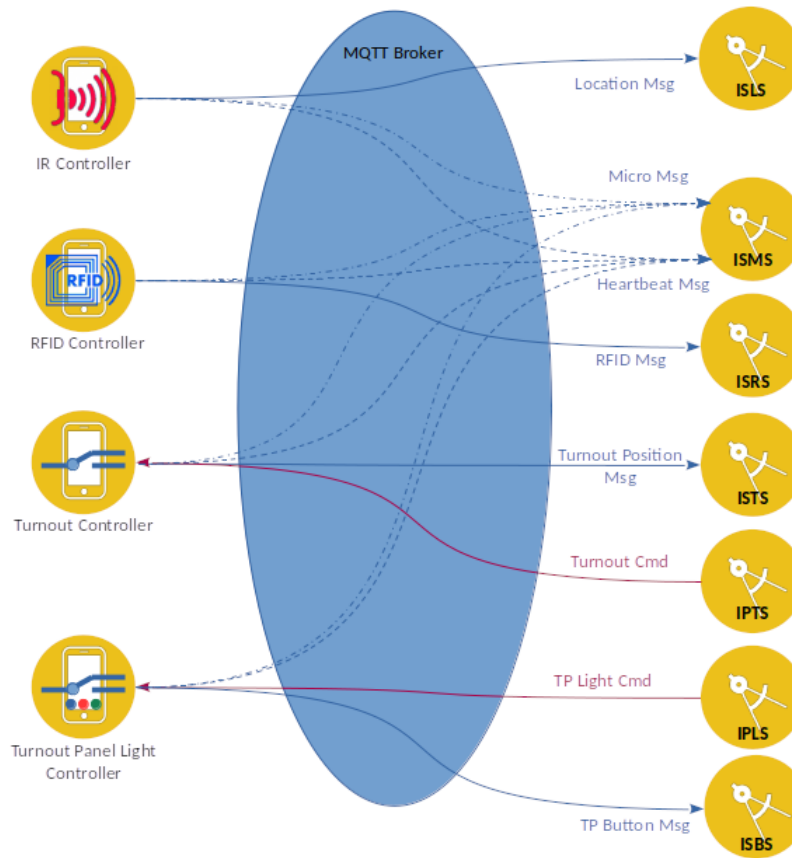 MQTT Broker
Location Msg
ISLS
IR Controller
Micro Msg
ISMS
Heartbeat Msg
RFID
RFID Controller
RFID Msg
ISRS
Turnout Position
Msg
ISTS
Turnout Controller
Turnout Cmd
IPTS
TP Light Cmd
IPLS
Turnout Panel Light
Controller
TP Button Msg
ISBS